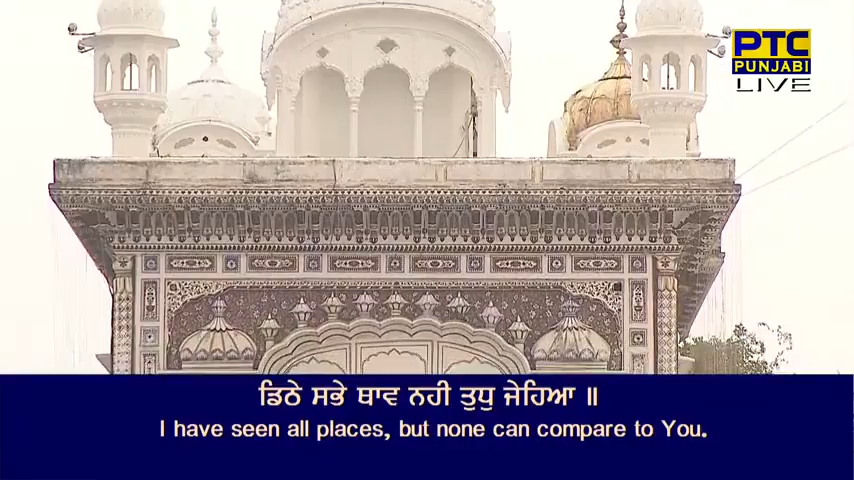 PTC
PUNJABI
LIVE
ਡਿਠੇ ਸਭੇ ਥਾਵ ਨਹੀ ਤੁਧੁ ਜੇਹਿਆ ॥
I have seen all places, but none can compare to You.